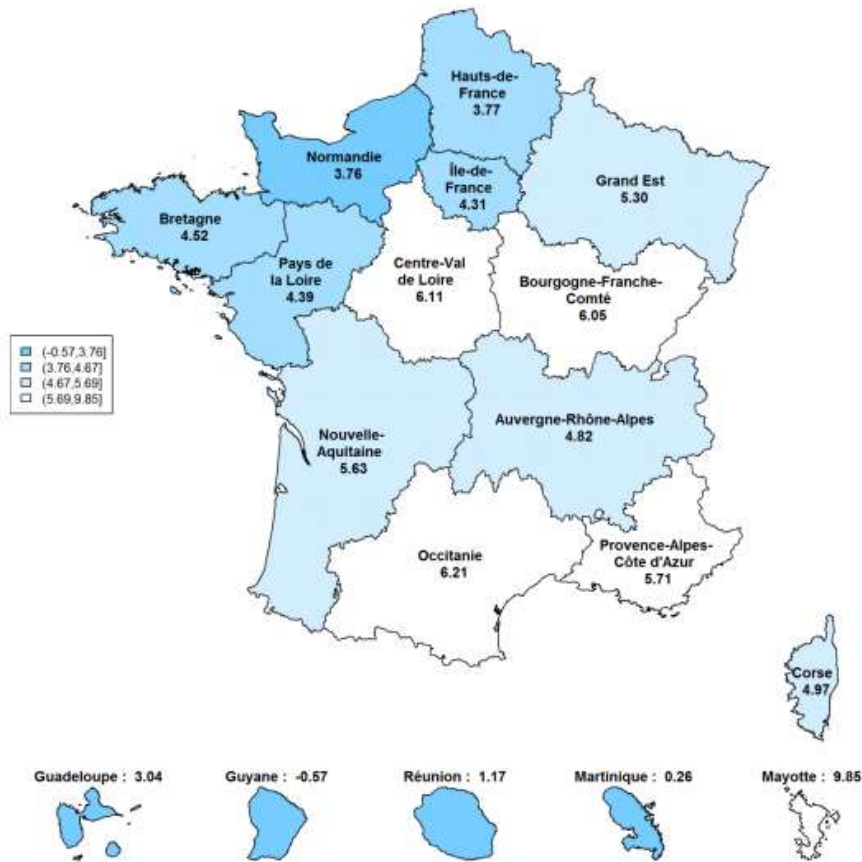 Hauts-de-
France
3.77
Normandie
3.76
Île-de-
France
4.31
Grand Est
5.30
Bretagne
4.52
Pays de
la Loire
4.39
Centre-Val
de Loire
6.11
Bourgogne-Franche-
Comté
6.05
(-0.57,3.76]
(3.76,4.67]
(4.67,5.69]
(5.69,9.85]
Nouvelle-
Aquitaine
5.63
Auvergne-Rhône-Alpes
4.82
Occitanie
6.21
Provence-Alpes-
Côte d'Azur
5.71
Corse
4.97
Guadeloupe : 3.04
Guyane : -0.57
Réunion : 1.17
Martinique : 0.26
Mayotte : 9.85